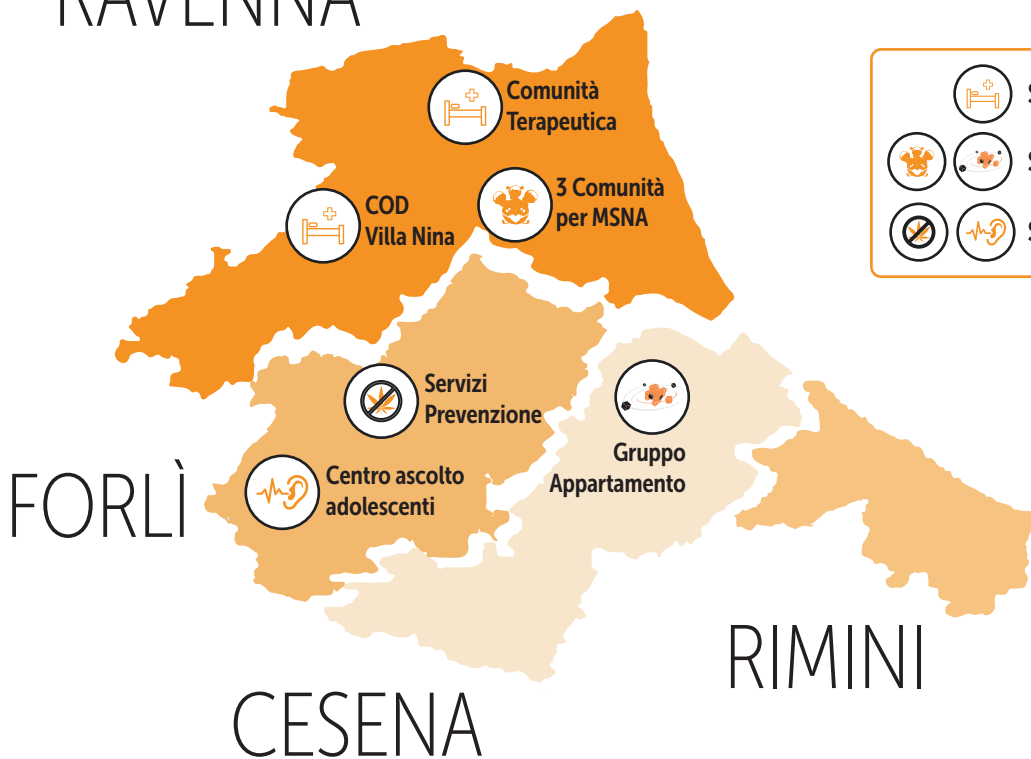 RAVENNA
Comunità
Terapeutica
3 Comunità
per MSNA
COD
Villa Nina
Servizi
Prevenzione
Centro ascolto
adolescenti
Gruppo
Appartamento
FORLÌ
CESENA
RIMINI
S
S
S